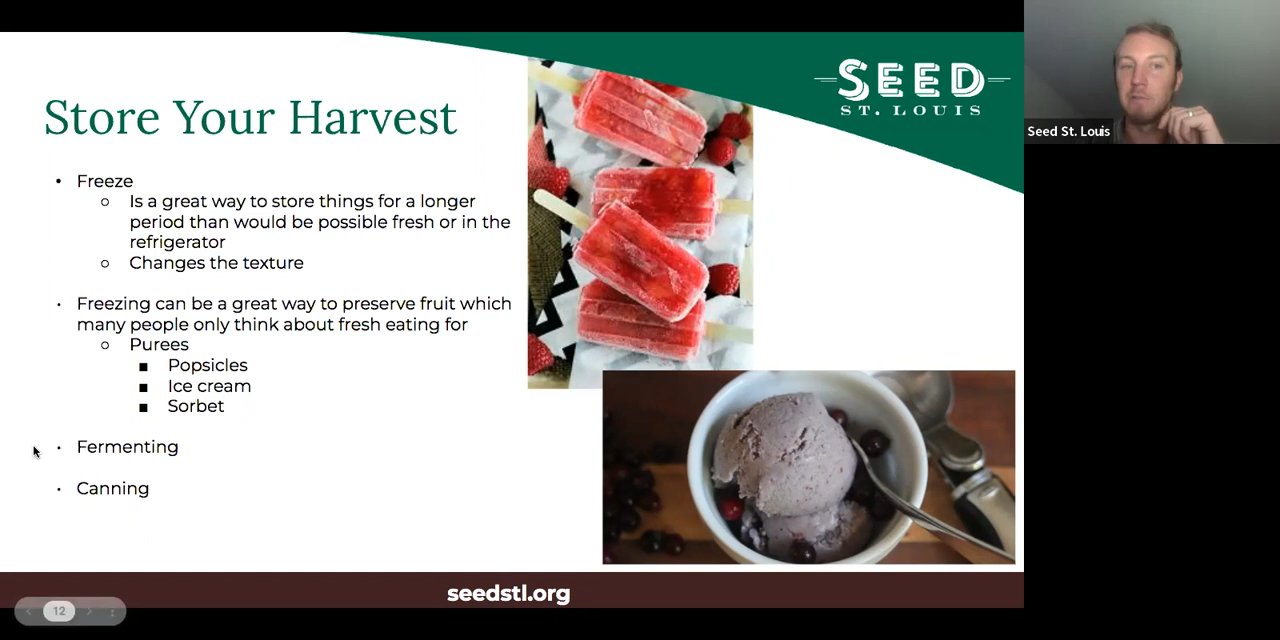 SEED
ST. LOUIS
Seed St. Louis
Store Your Harvest
• Freeze
○ Is a great way to store things for a longer
period than would be possible fresh or in the
refrigerator
○ Changes the texture
• Freezing can be a great way to preserve fruit which
many people only think about fresh eating for
○ Purees
■ Popsicles
■ Ice cream
■ Sorbet
• Fermenting
• Canning
seedstl.org
12